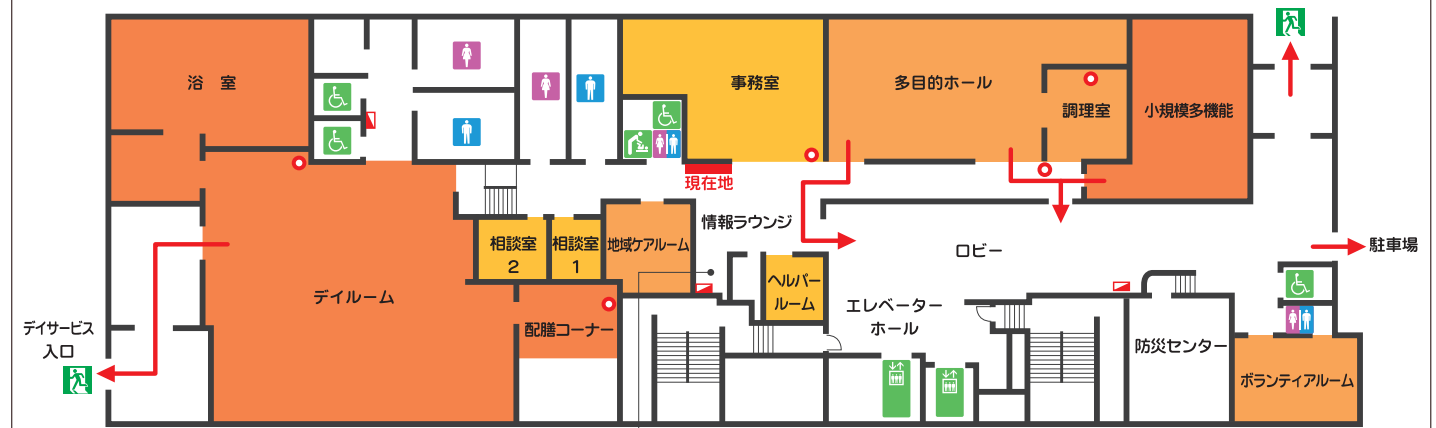 浴 室
事務室
多目的ホール
調理室
小規模多機能
現在地
情報ラウンジ
相談室
2
相談室
1
地域ケアルーム
ロビー
駐車場
デイルーム
ヘルパー
ルーム
エレベーター
ホール
デイサービス
入口
配膳コーナー
防災センター
ボランティアルーム